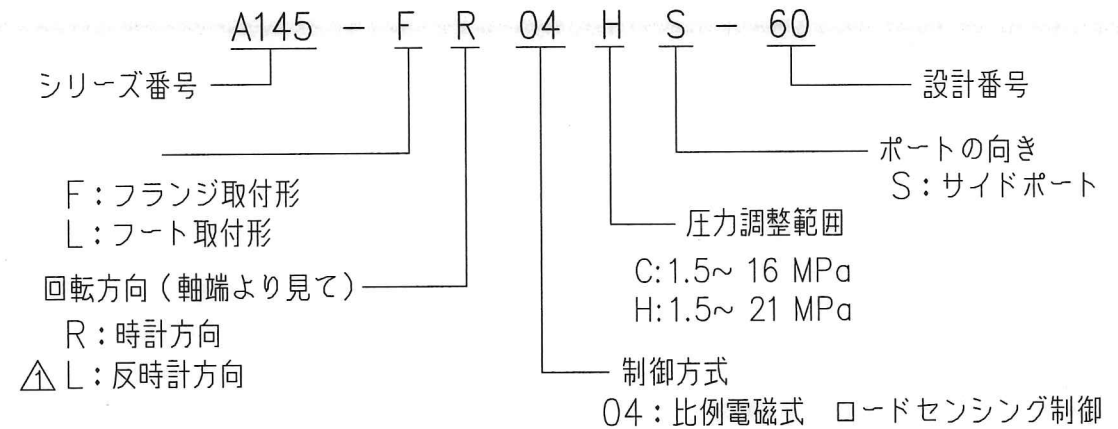 A145 - F R 04 H S - 60
シリーズ番号
設計番号
ポートの向き
S:サイドポート
F:フランジ取付形
L:フート取付形
圧力調整範囲
C:1.5~ 16 MPa
H:1.5~ 21 MPa
回転方向(軸端より見て)
R:時計方向
1 L:反時計方向
制御方式
04:比例電磁式 ロードセンシング制御